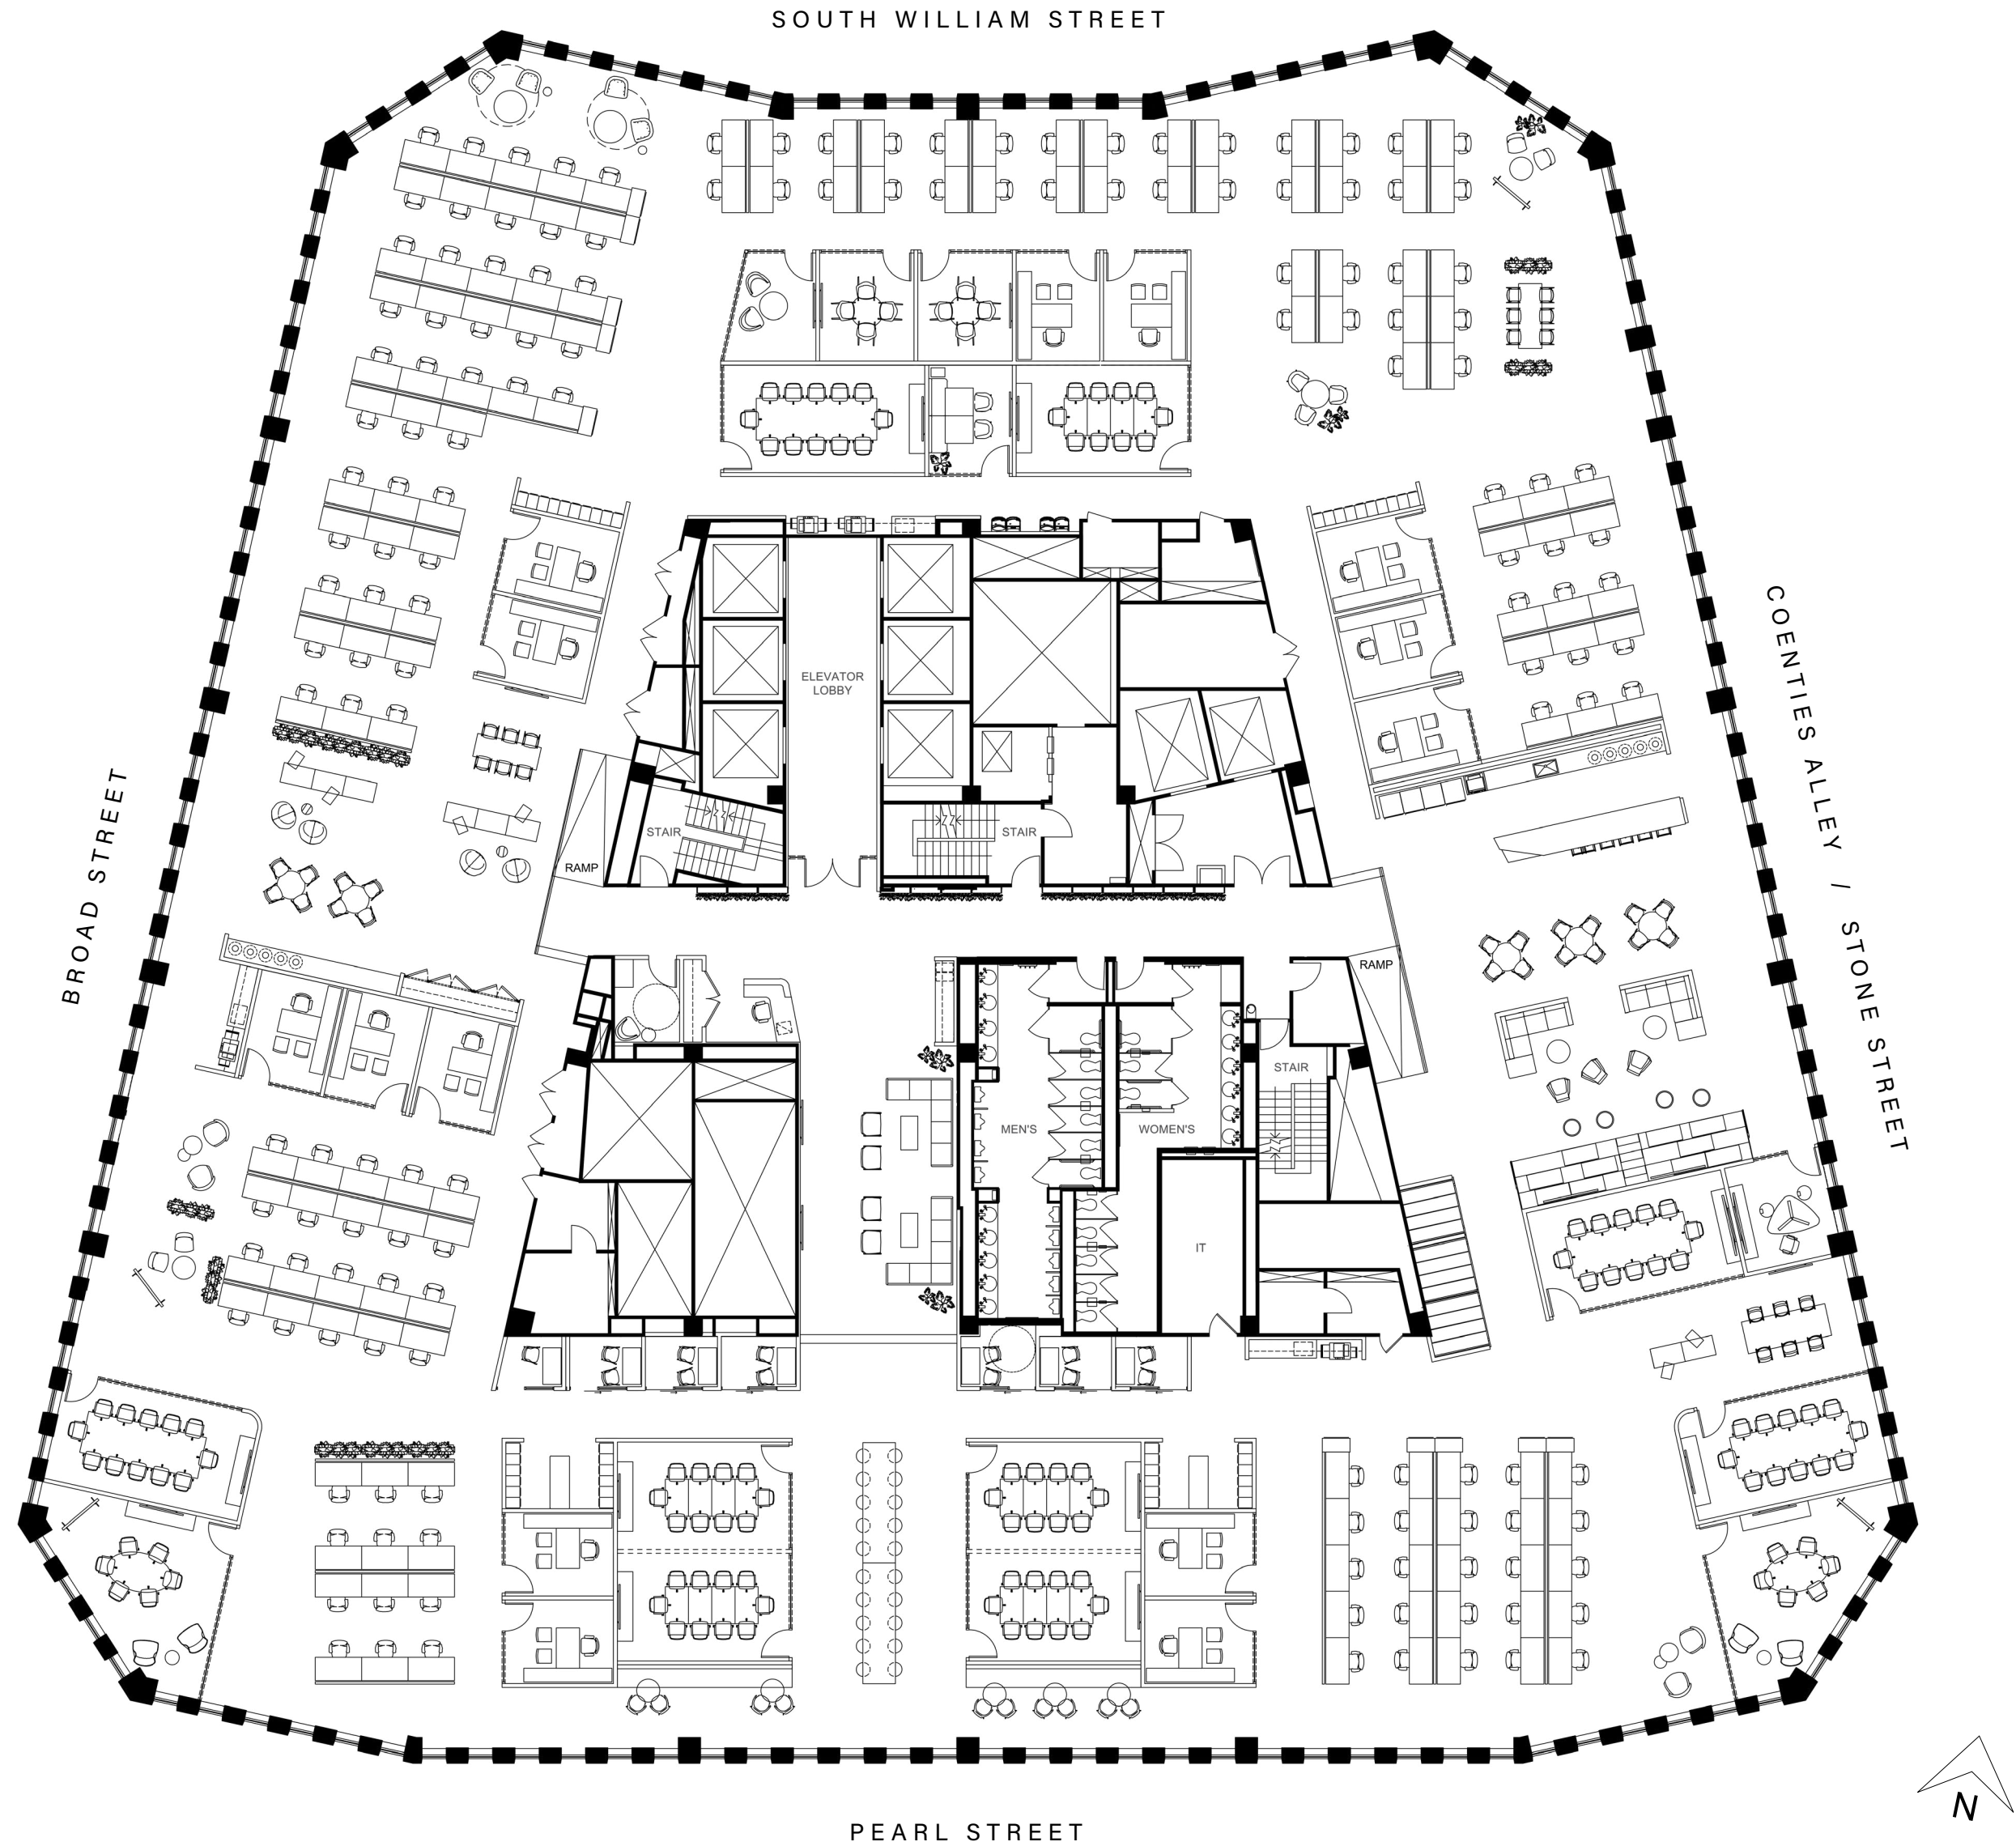 SOUTH WILLIAM STREET
ELEVATOR
LOBBY
COENTIES ALLEY / STONE STREET
BROAD STREET
STAIR
STAIR
RAMP
RAMP
STAIR
MEN'S
WOMEN'S
IT
N
PEARL STREET